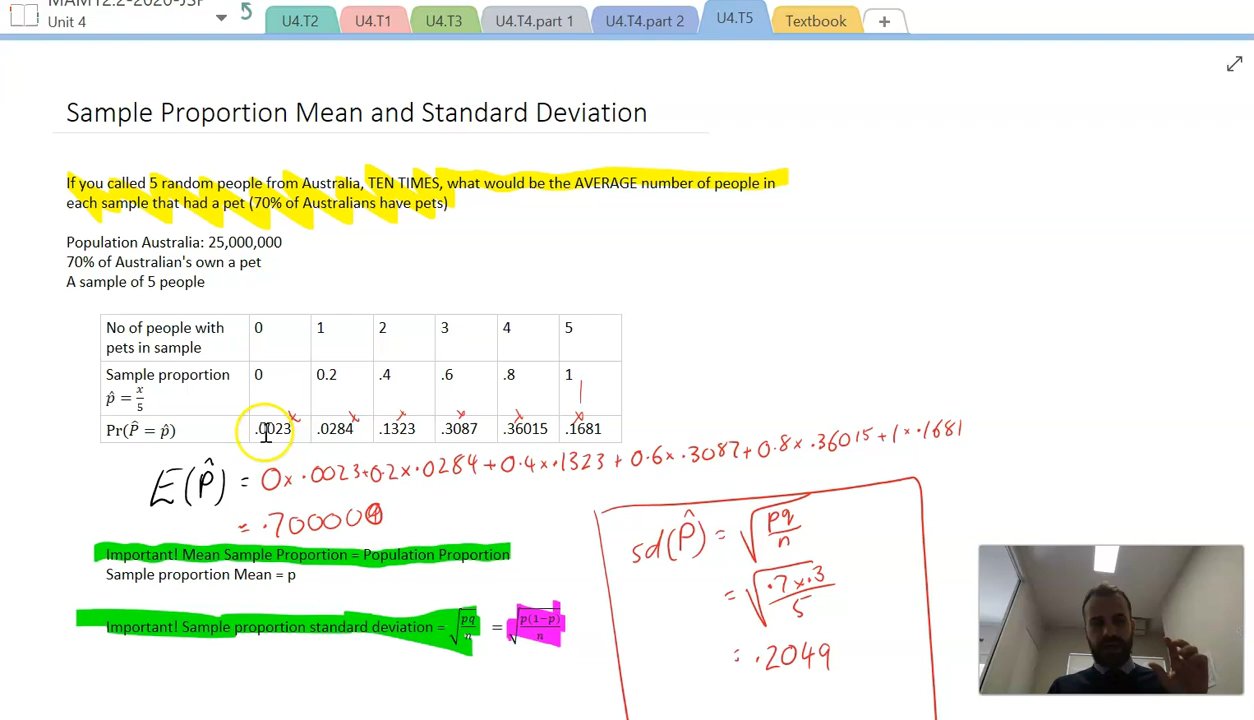 Unit 4
U4.T2
U4.T1
U4.T3
U4.T4.part 1
U4.T4.part 2
U4.T5
Textbook
+
Sample Proportion Mean and Standard Deviation
If you called 5 random people from Australia, TEN TIMES, what would be the AVERAGE number of people in
each sample that had a pet (70% of Australians have pets)
Population Australia: 25,000,000
70% of Australian's own a pet
A sample of 5 people
No of people with pets in sample 0 1 2 3 4 5
Sample proportion p̂ = x/5 0 0.2 .4 .6 .8 1
Pr(P̂ = p̂) .0023 .0284 .1323 .3087 .36015 .1681
E(P̂) = 0×.0023+0.2×.0284+0.4×.1323+0.6×.3087+0.8×.36015+1×.1681
= .700009
Important! Mean Sample Proportion = Population Proportion
Sample proportion Mean = p
Important! Sample proportion standard deviation = √(pq/n) = √(p(1−p)/n)
sd(P̂) = √(pq/n)
= √(.7×.3/5)
= .2049